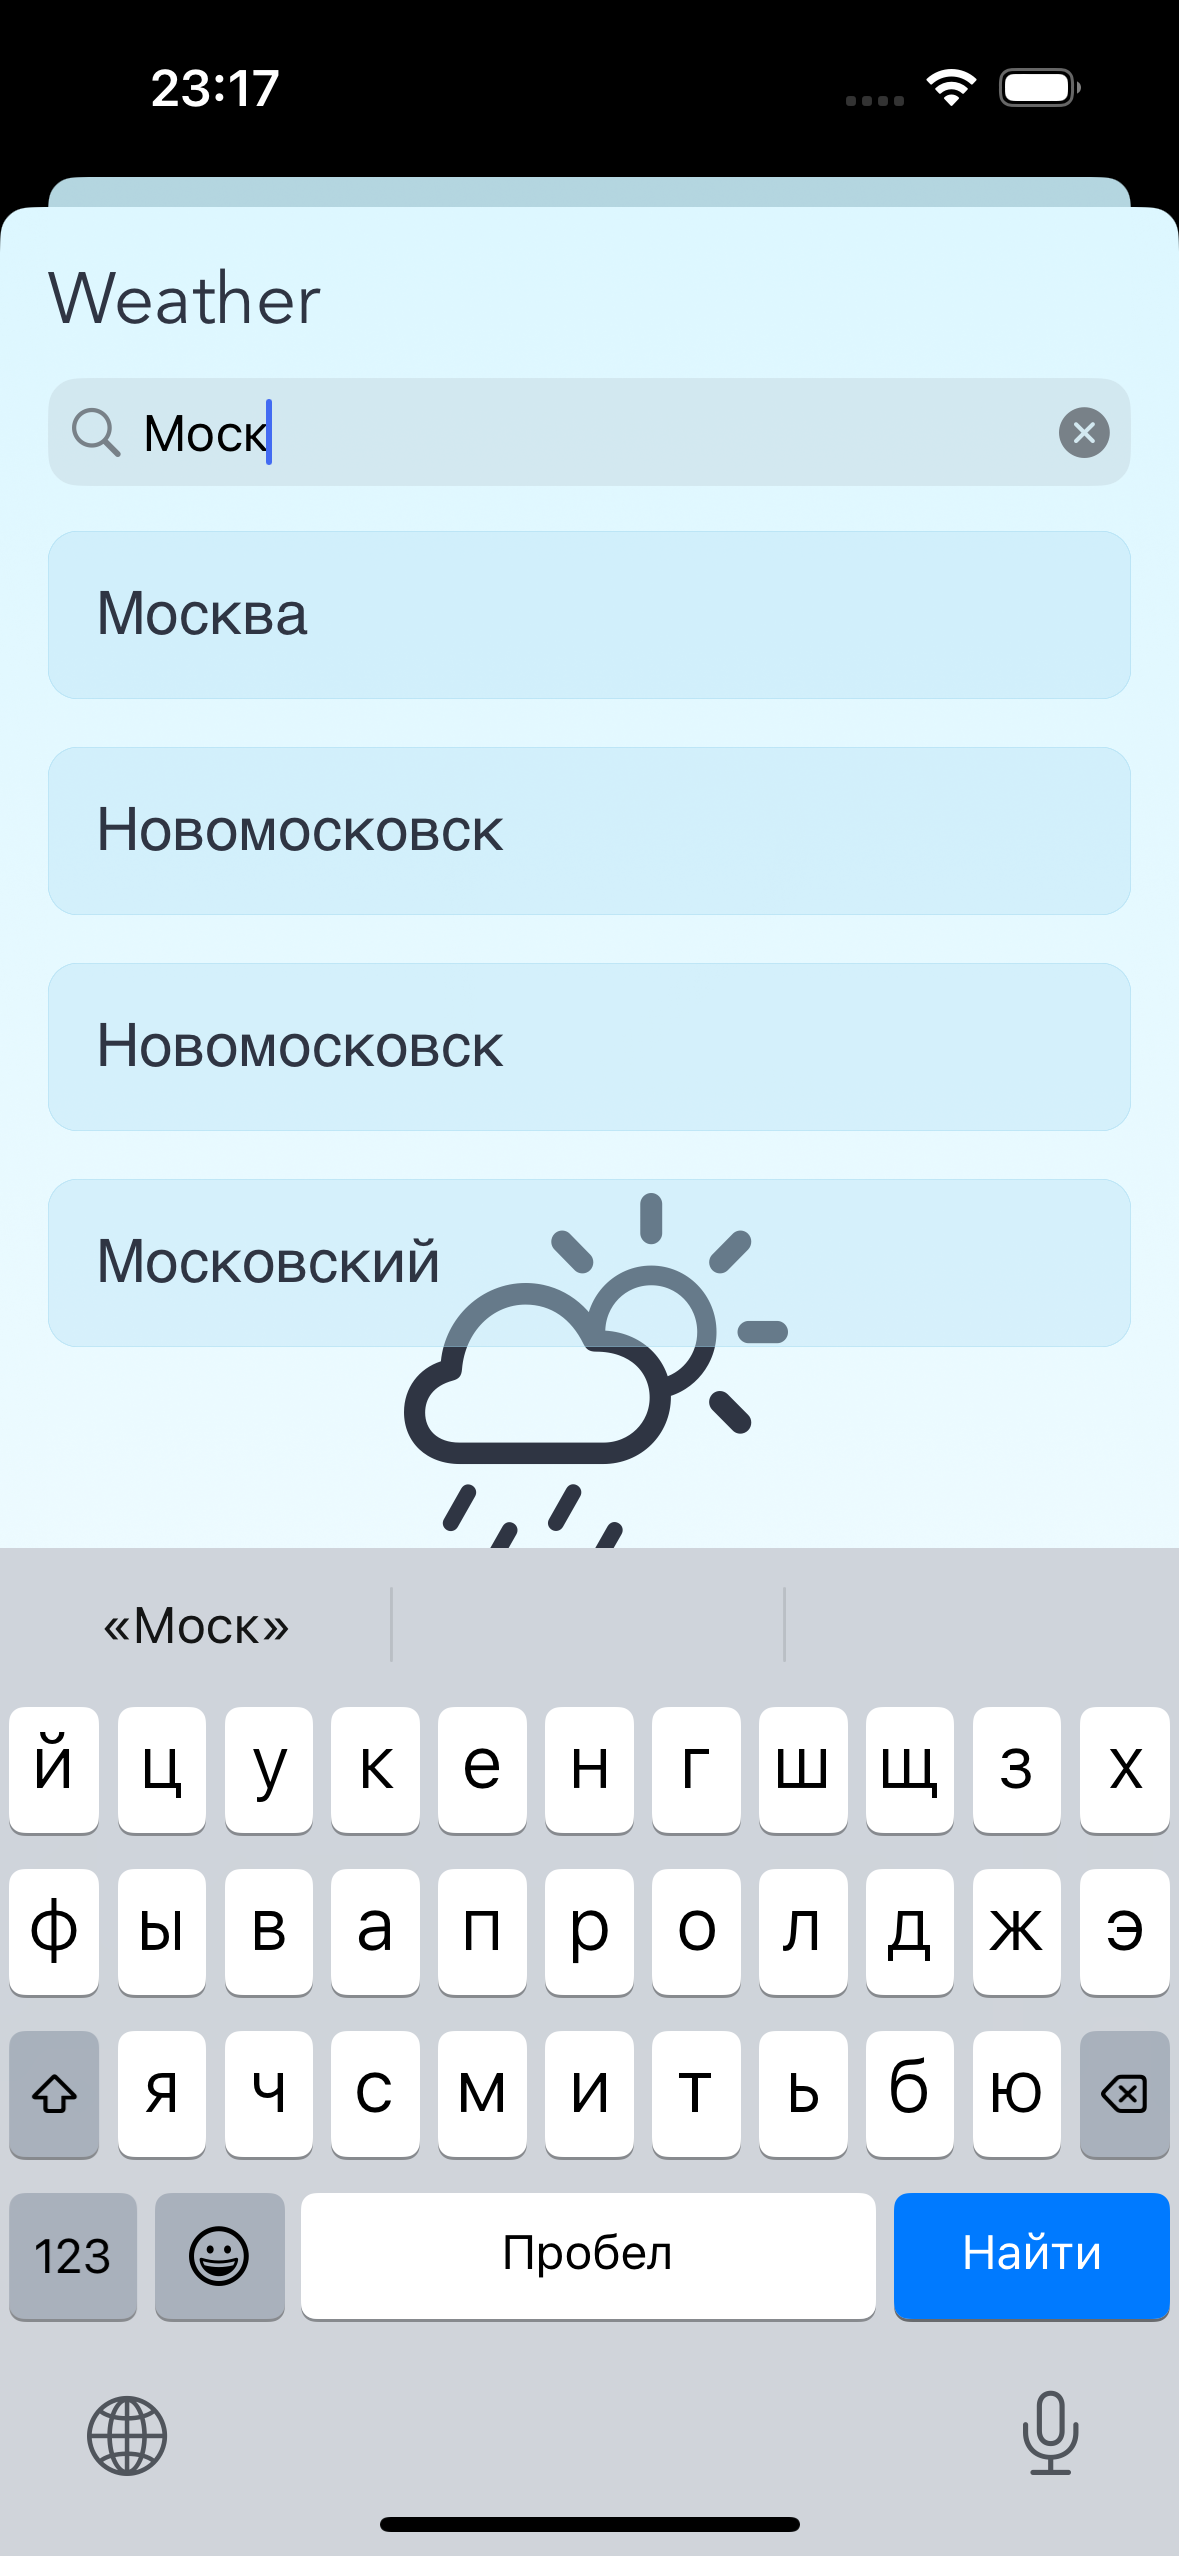 23:17
Weather
Моск
Москва
Новомосковск
Новомосковск
Московский
«Моск»
й ц у к е н г ш щ з х
ф ы в а п р о л д ж э
я ч с м и т ь б ю
123 Пробел Найти